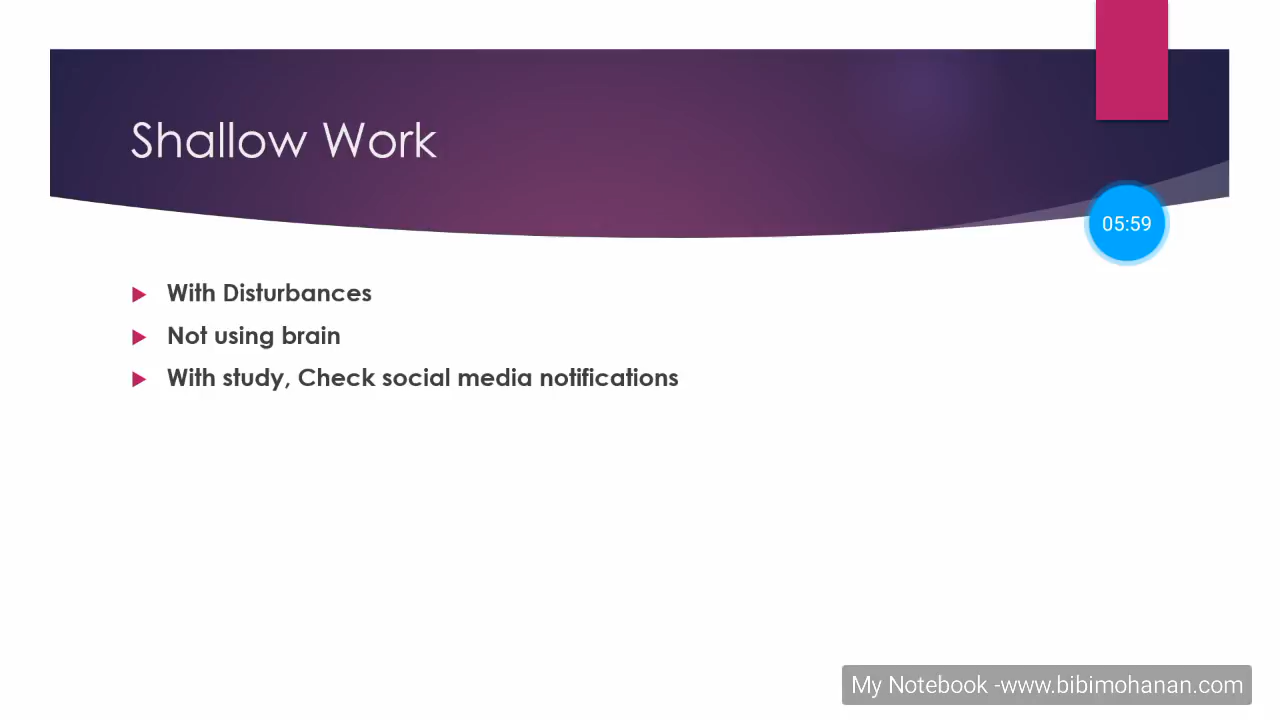 Shallow Work
05:59
With Disturbances
Not using brain
With study, Check social media notifications
My Notebook -www.bibimohanan.com